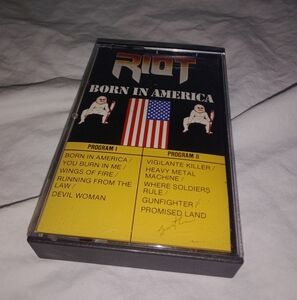 RIOT
BORN IN AMERICA
PROGRAM I
BORN IN AMERICA /
YOU BURN IN ME /
WINGS OF FIRE /
RUNNING FROM THE
LAW /
DEVIL WOMAN
PROGRAM II
VIGILANTE KILLER /
HEAVY METAL
MACHINE /
WHERE SOLDIERS
RULE /
GUNFIGHTER /
PROMISED LAND